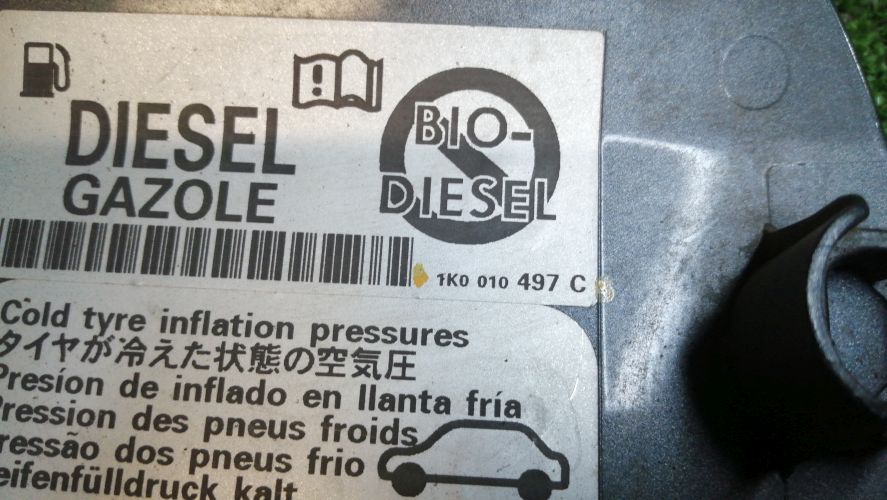 DIESEL
GAZOLE
BIO-
DIESEL
1K0 010 497 C
Cold tyre inflation pressures
タイヤが冷えた状態の空気圧
Presión de inflado en llanta fría
Pression des pneus froids
ressão dos pneus frio
eifenfülldruck kalt